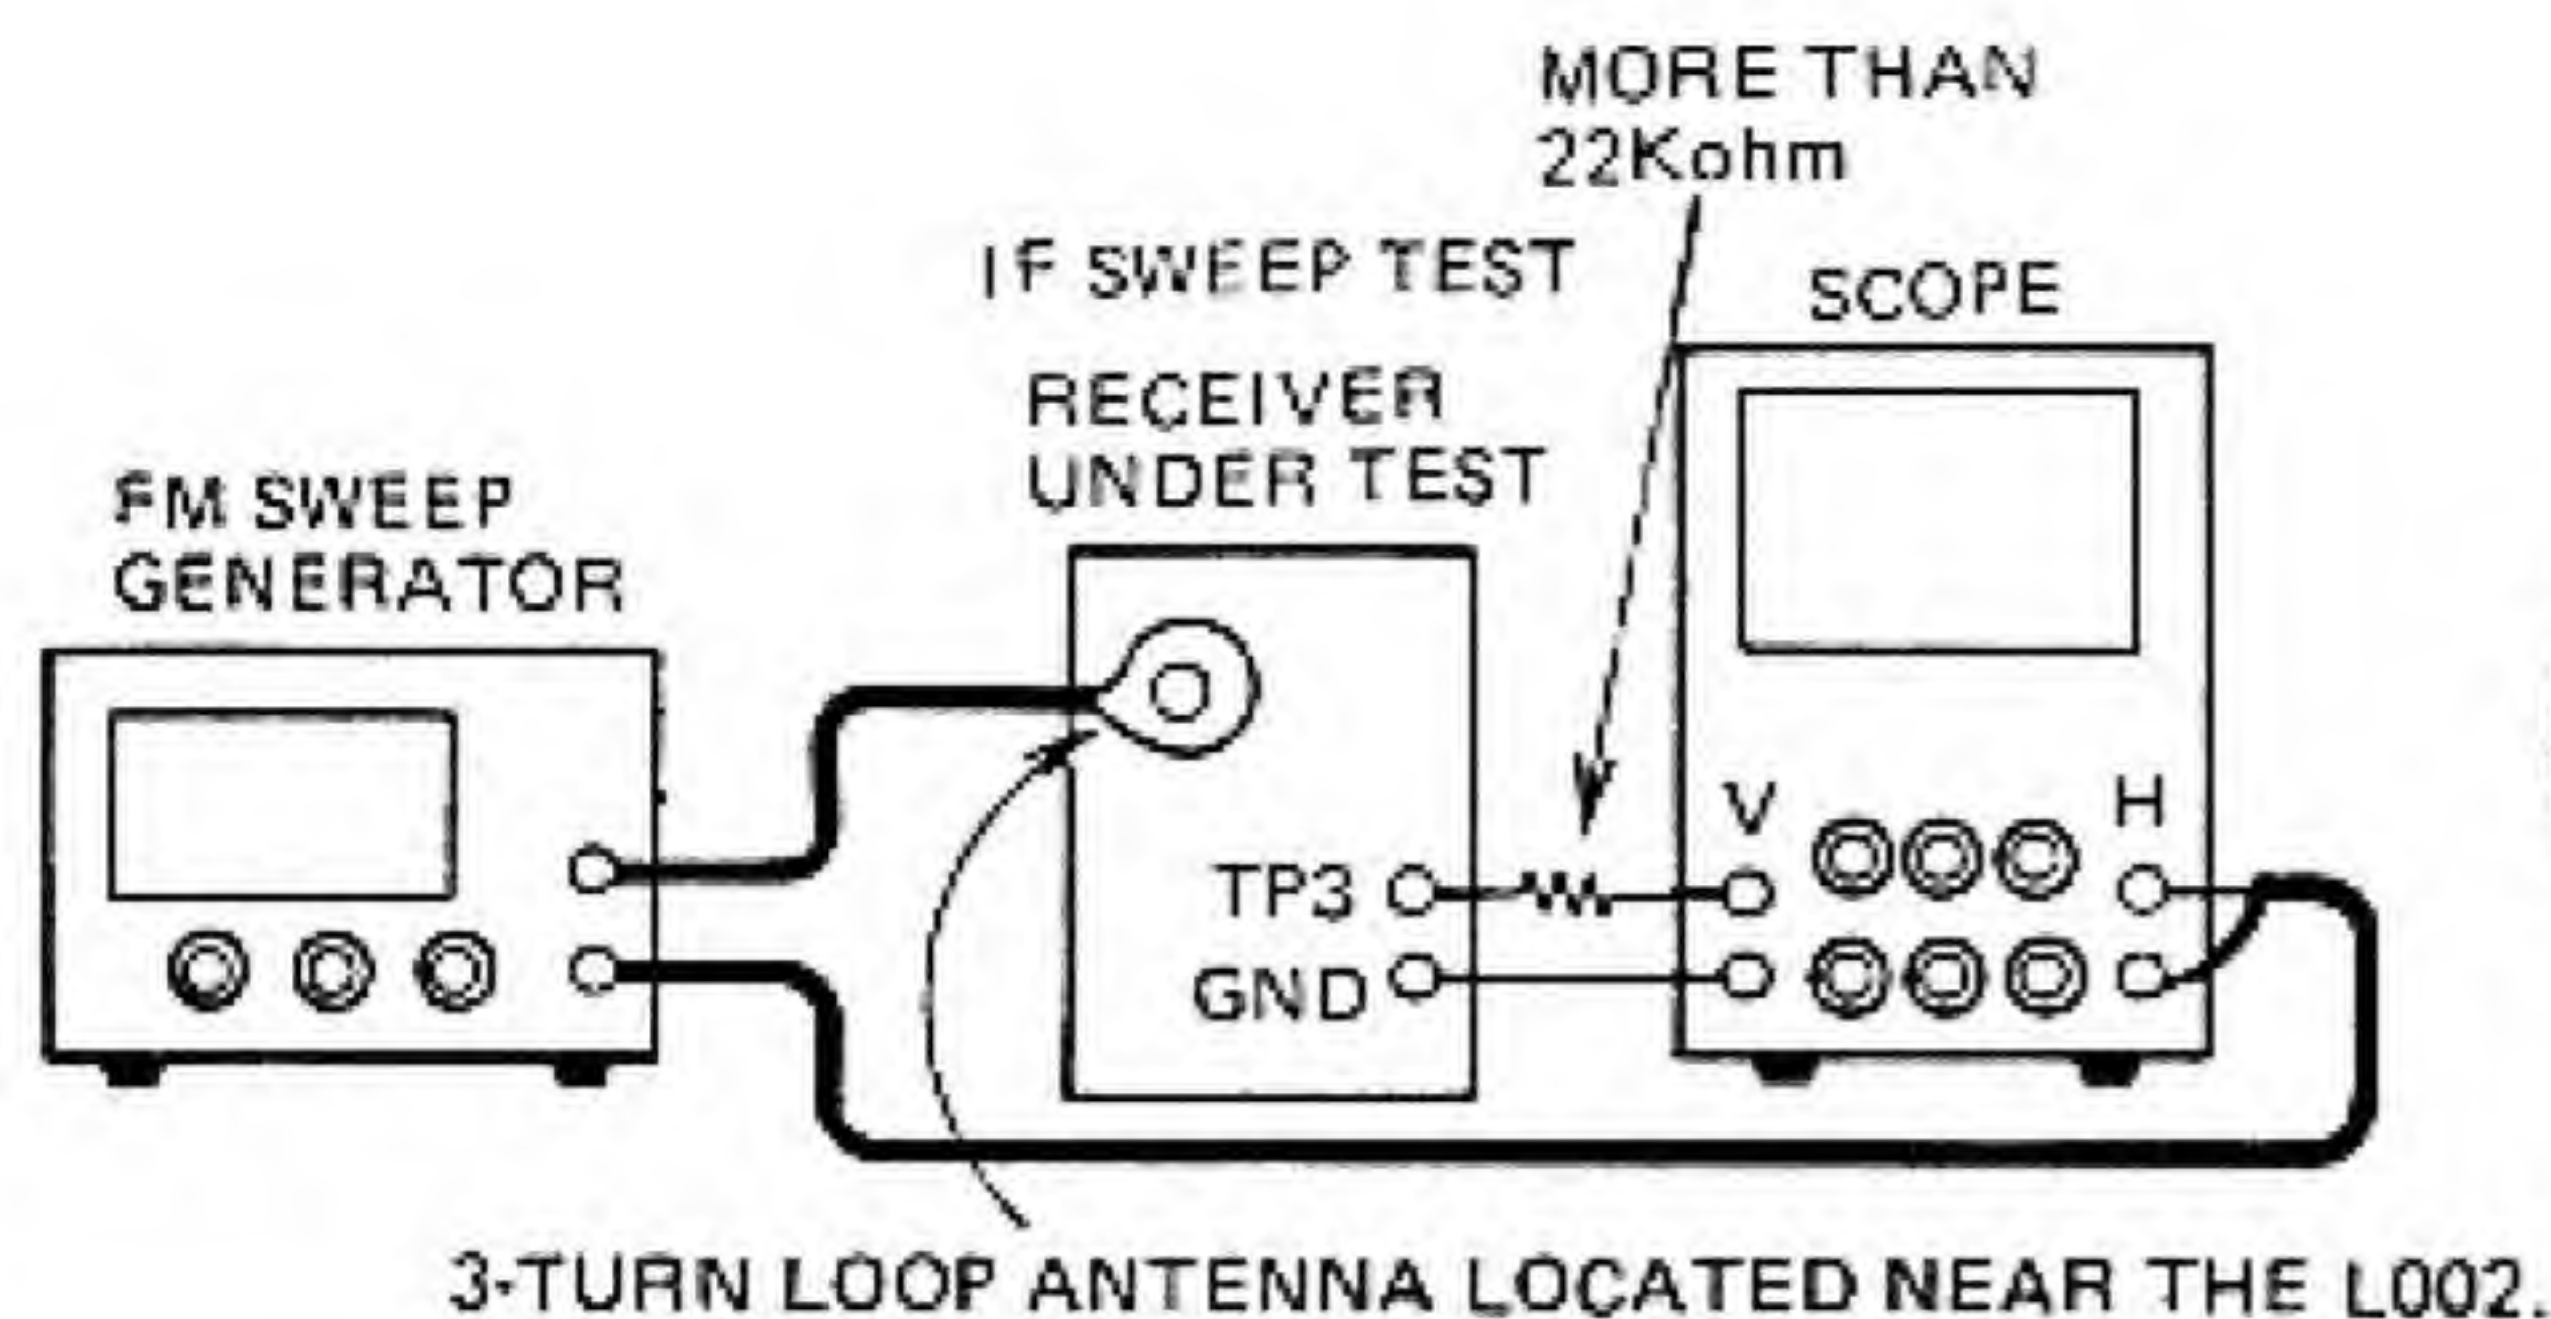 MORE THAN
22Kohm
IF SWEEP TEST
SCOPE
RECEIVER
UNDER TEST
FM SWEEP
GENERATOR
V
H
TP3
GND
3-TURN LOOP ANTENNA LOCATED NEAR THE L002.